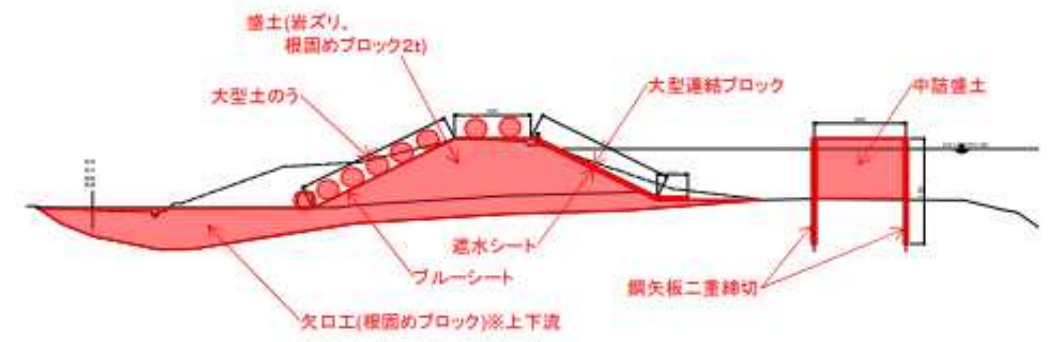 盛土(岩ズリ、
根固めブロック2t)
大型土のう
大型連結ブロック
中詰盛土
遮水シート
ブルーシート
鋼矢板二重締切
欠口工(根固めブロック)※上下流